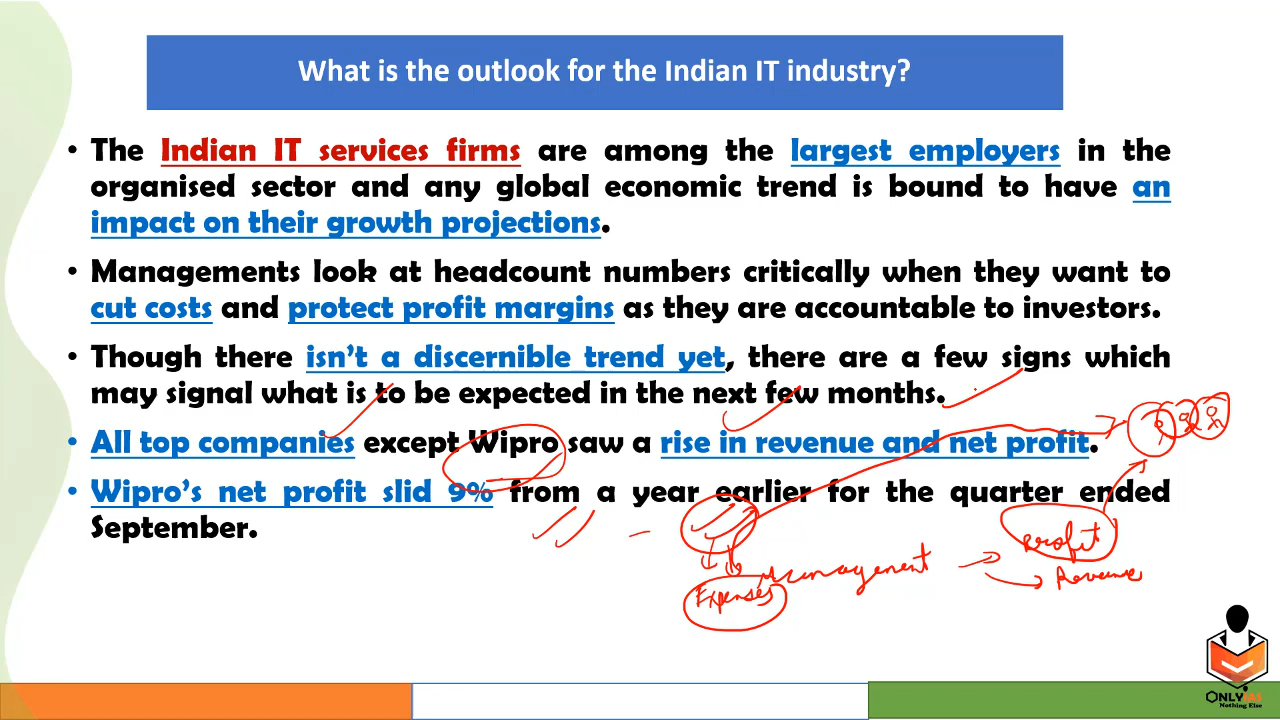 What is the outlook for the Indian IT industry?
• The Indian IT services firms are among the largest employers in the
organised sector and any global economic trend is bound to have an
impact on their growth projections.
• Managements look at headcount numbers critically when they want to
cut costs and protect profit margins as they are accountable to investors.
• Though there isn’t a discernible trend yet, there are a few signs which
may signal what is to be expected in the next few months.
• All top companies except Wipro saw a rise in revenue and net profit.
• Wipro’s net profit slid 9% from a year earlier for the quarter ended
September.
Profit
Management
Revenue
Expenses
ONLYIAS
Nothing Else